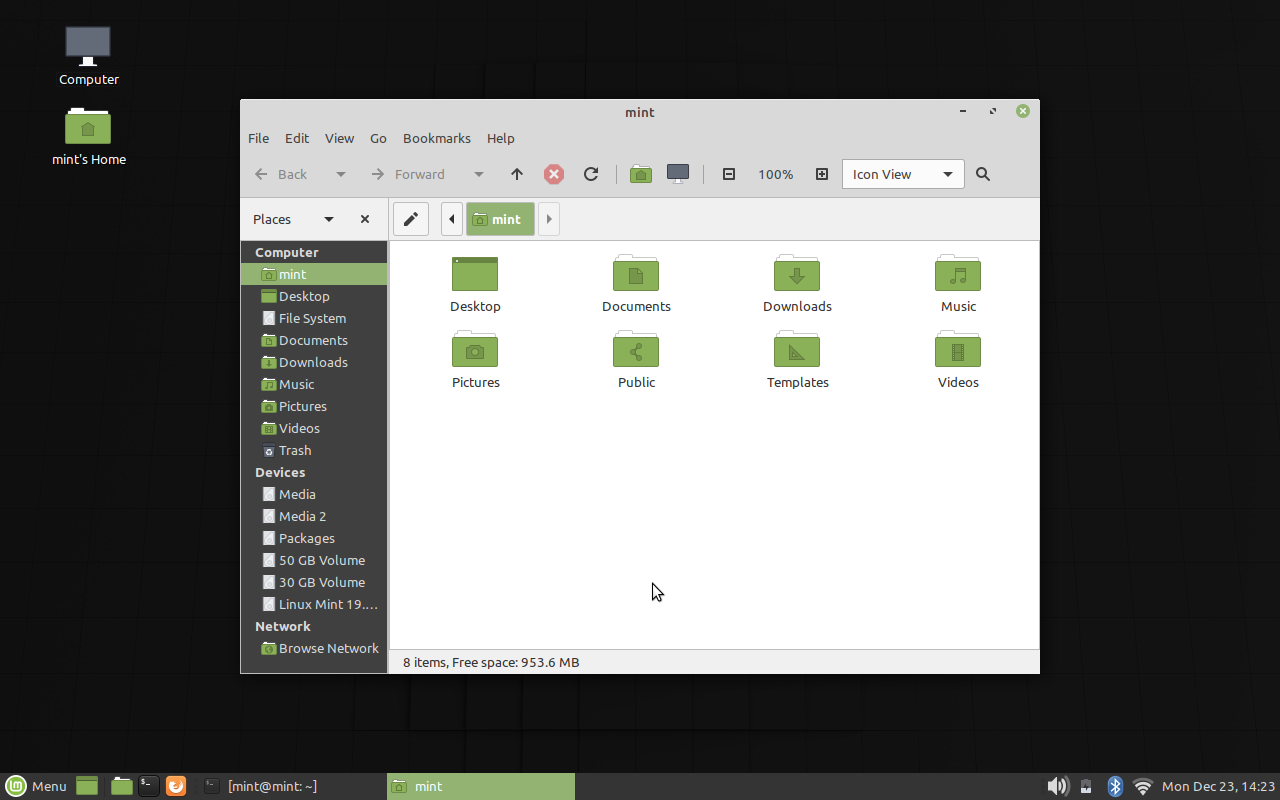 Computer
mint's Home
mint
File Edit View Go Bookmarks Help
Back Forward 100% Icon View
Places mint
Computer
mint
Desktop
File System
Documents
Downloads
Music
Pictures
Videos
Trash
Devices
Media
Media 2
Packages
50 GB Volume
30 GB Volume
Linux Mint 19.…
Network
Browse Network
Desktop Documents Downloads Music
Pictures Public Templates Videos
8 items, Free space: 953.6 MB
Menu [mint@mint: ~] mint Mon Dec 23, 14:23